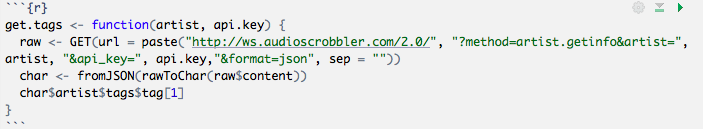 ```{r}
get.tags <- function(artist, api.key) {
  raw <- GET(url = paste("http://ws.audioscrobbler.com/2.0/", "?method=artist.getinfo&artist=",
artist, "&api_key=", api.key,"&format=json", sep = ""))
  char <- fromJSON(rawToChar(raw$content))
  char$artist$tags$tag[1]
}
```